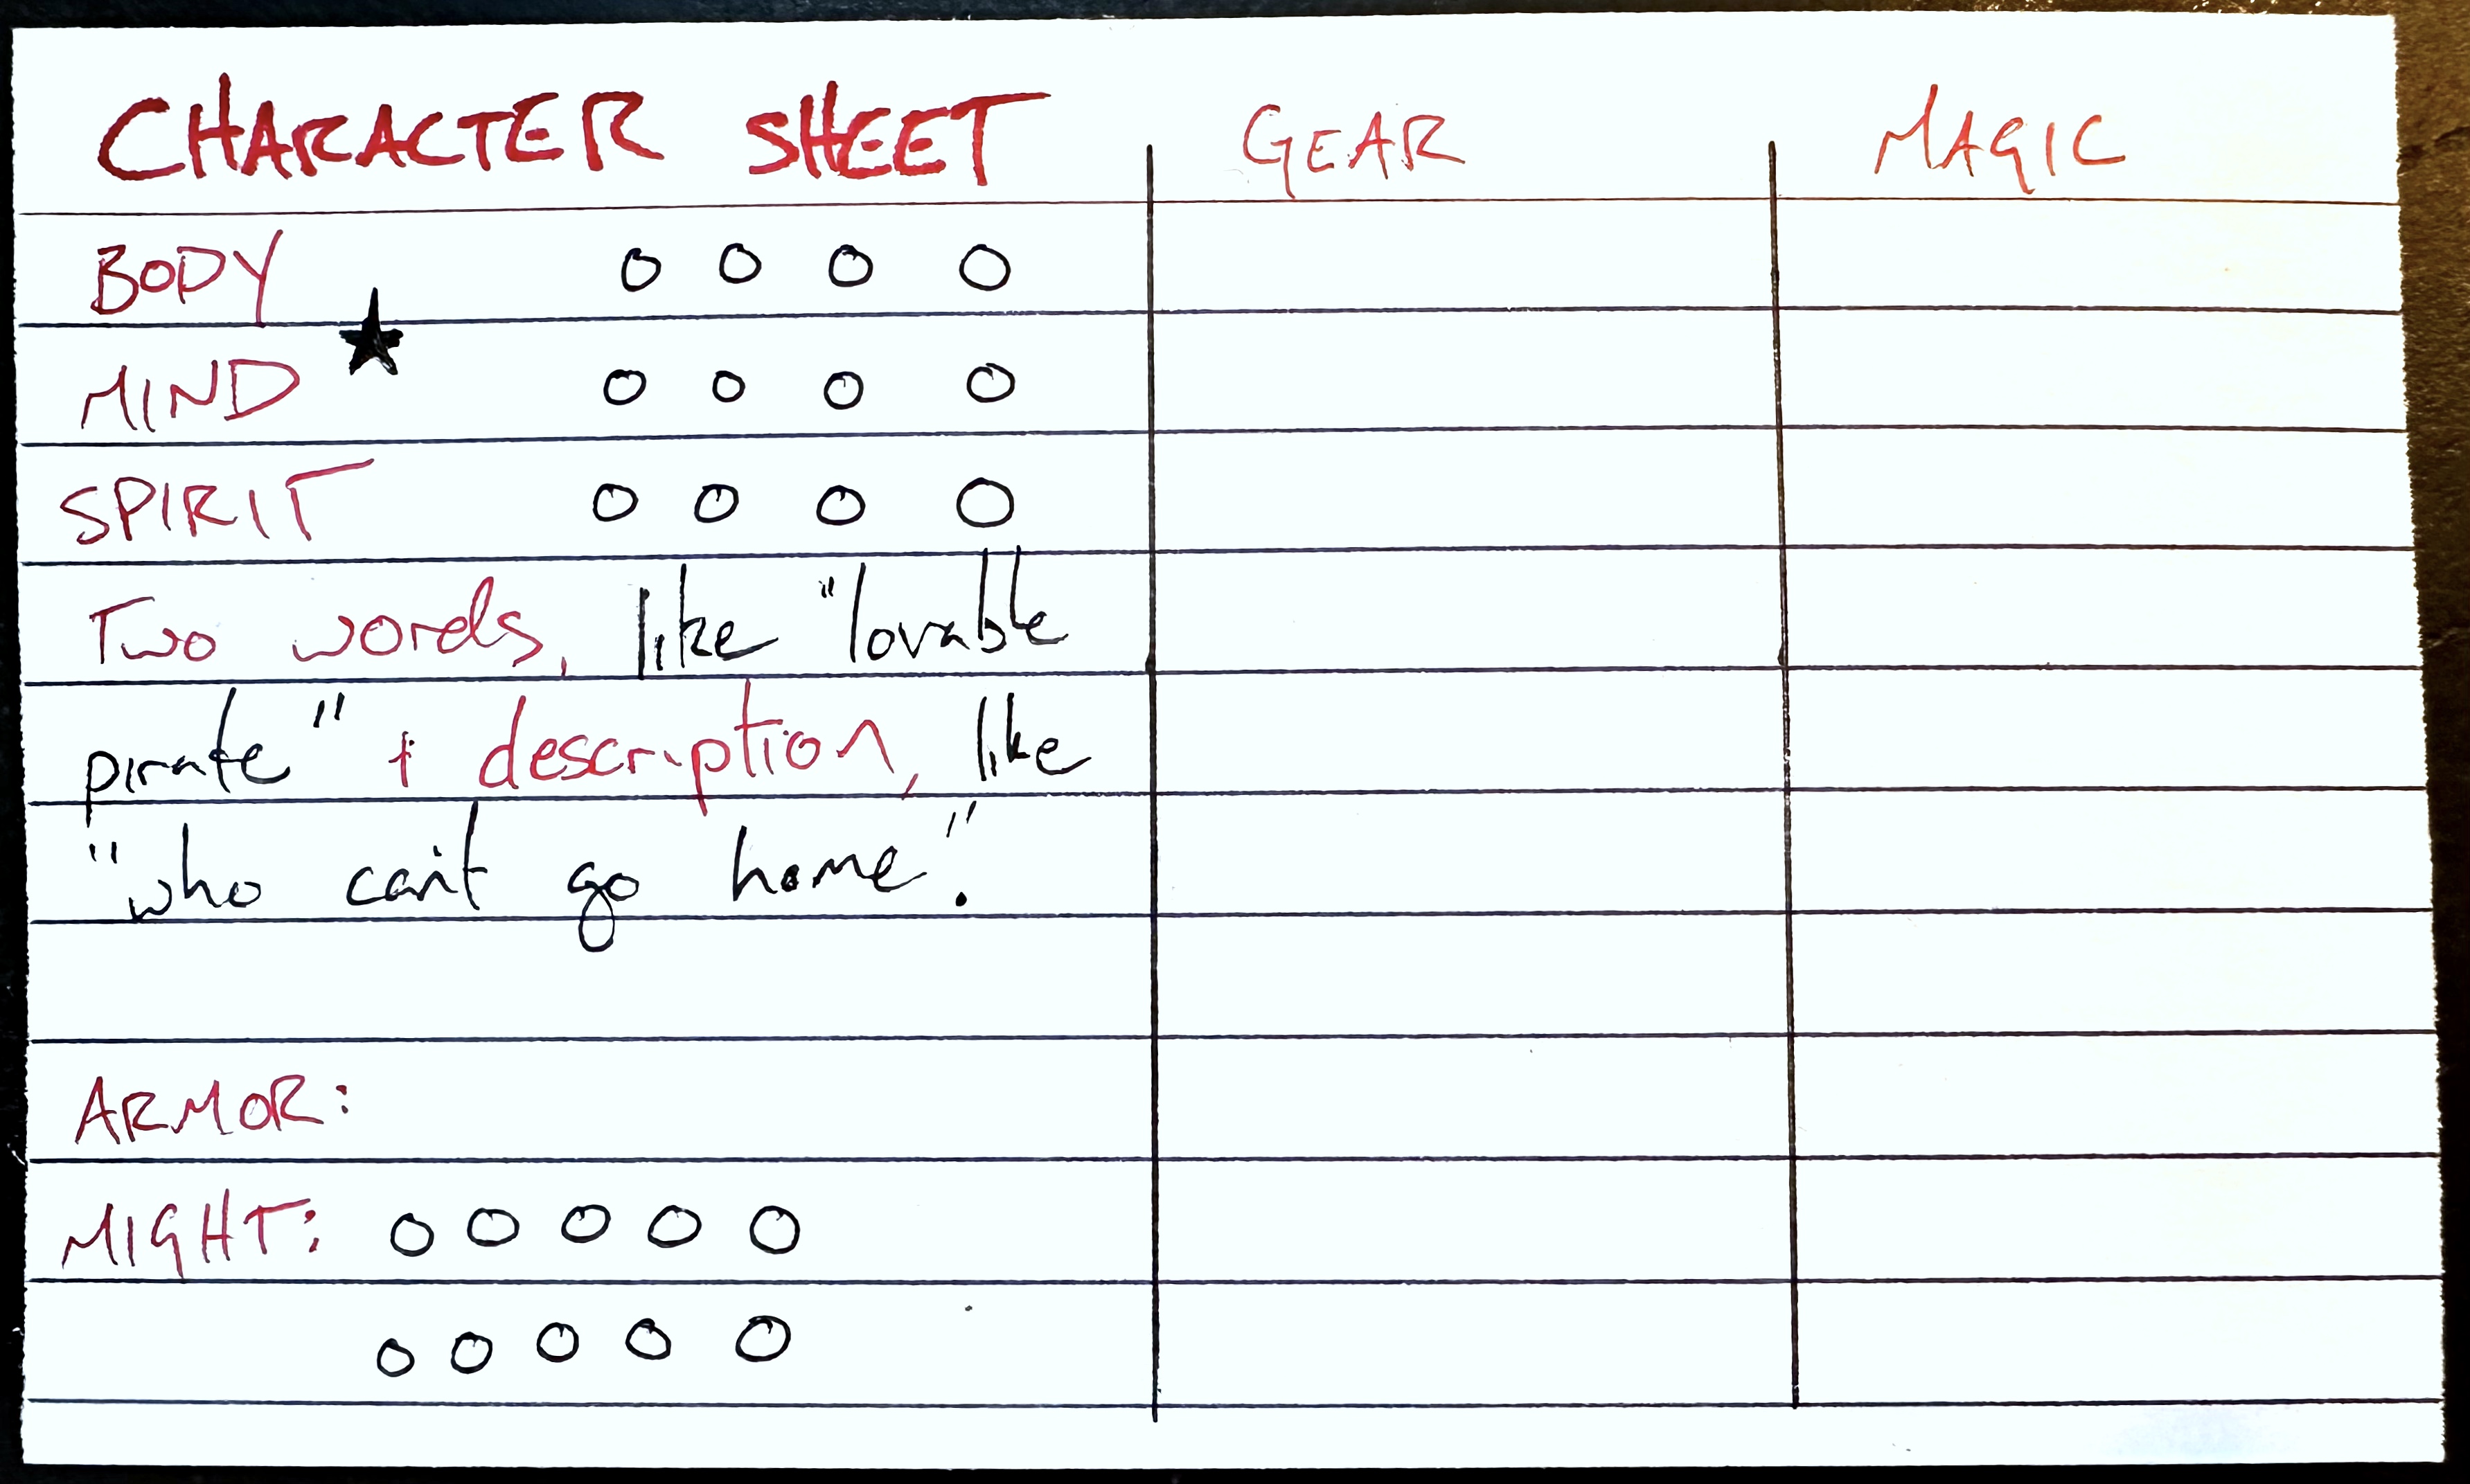 CHARACTER SHEET
GEAR
MAGIC
BODY
MIND
SPIRIT
Two words, like "lovable
pirate" + description, like
"who can't go home".
ARMOR:
MIGHT: